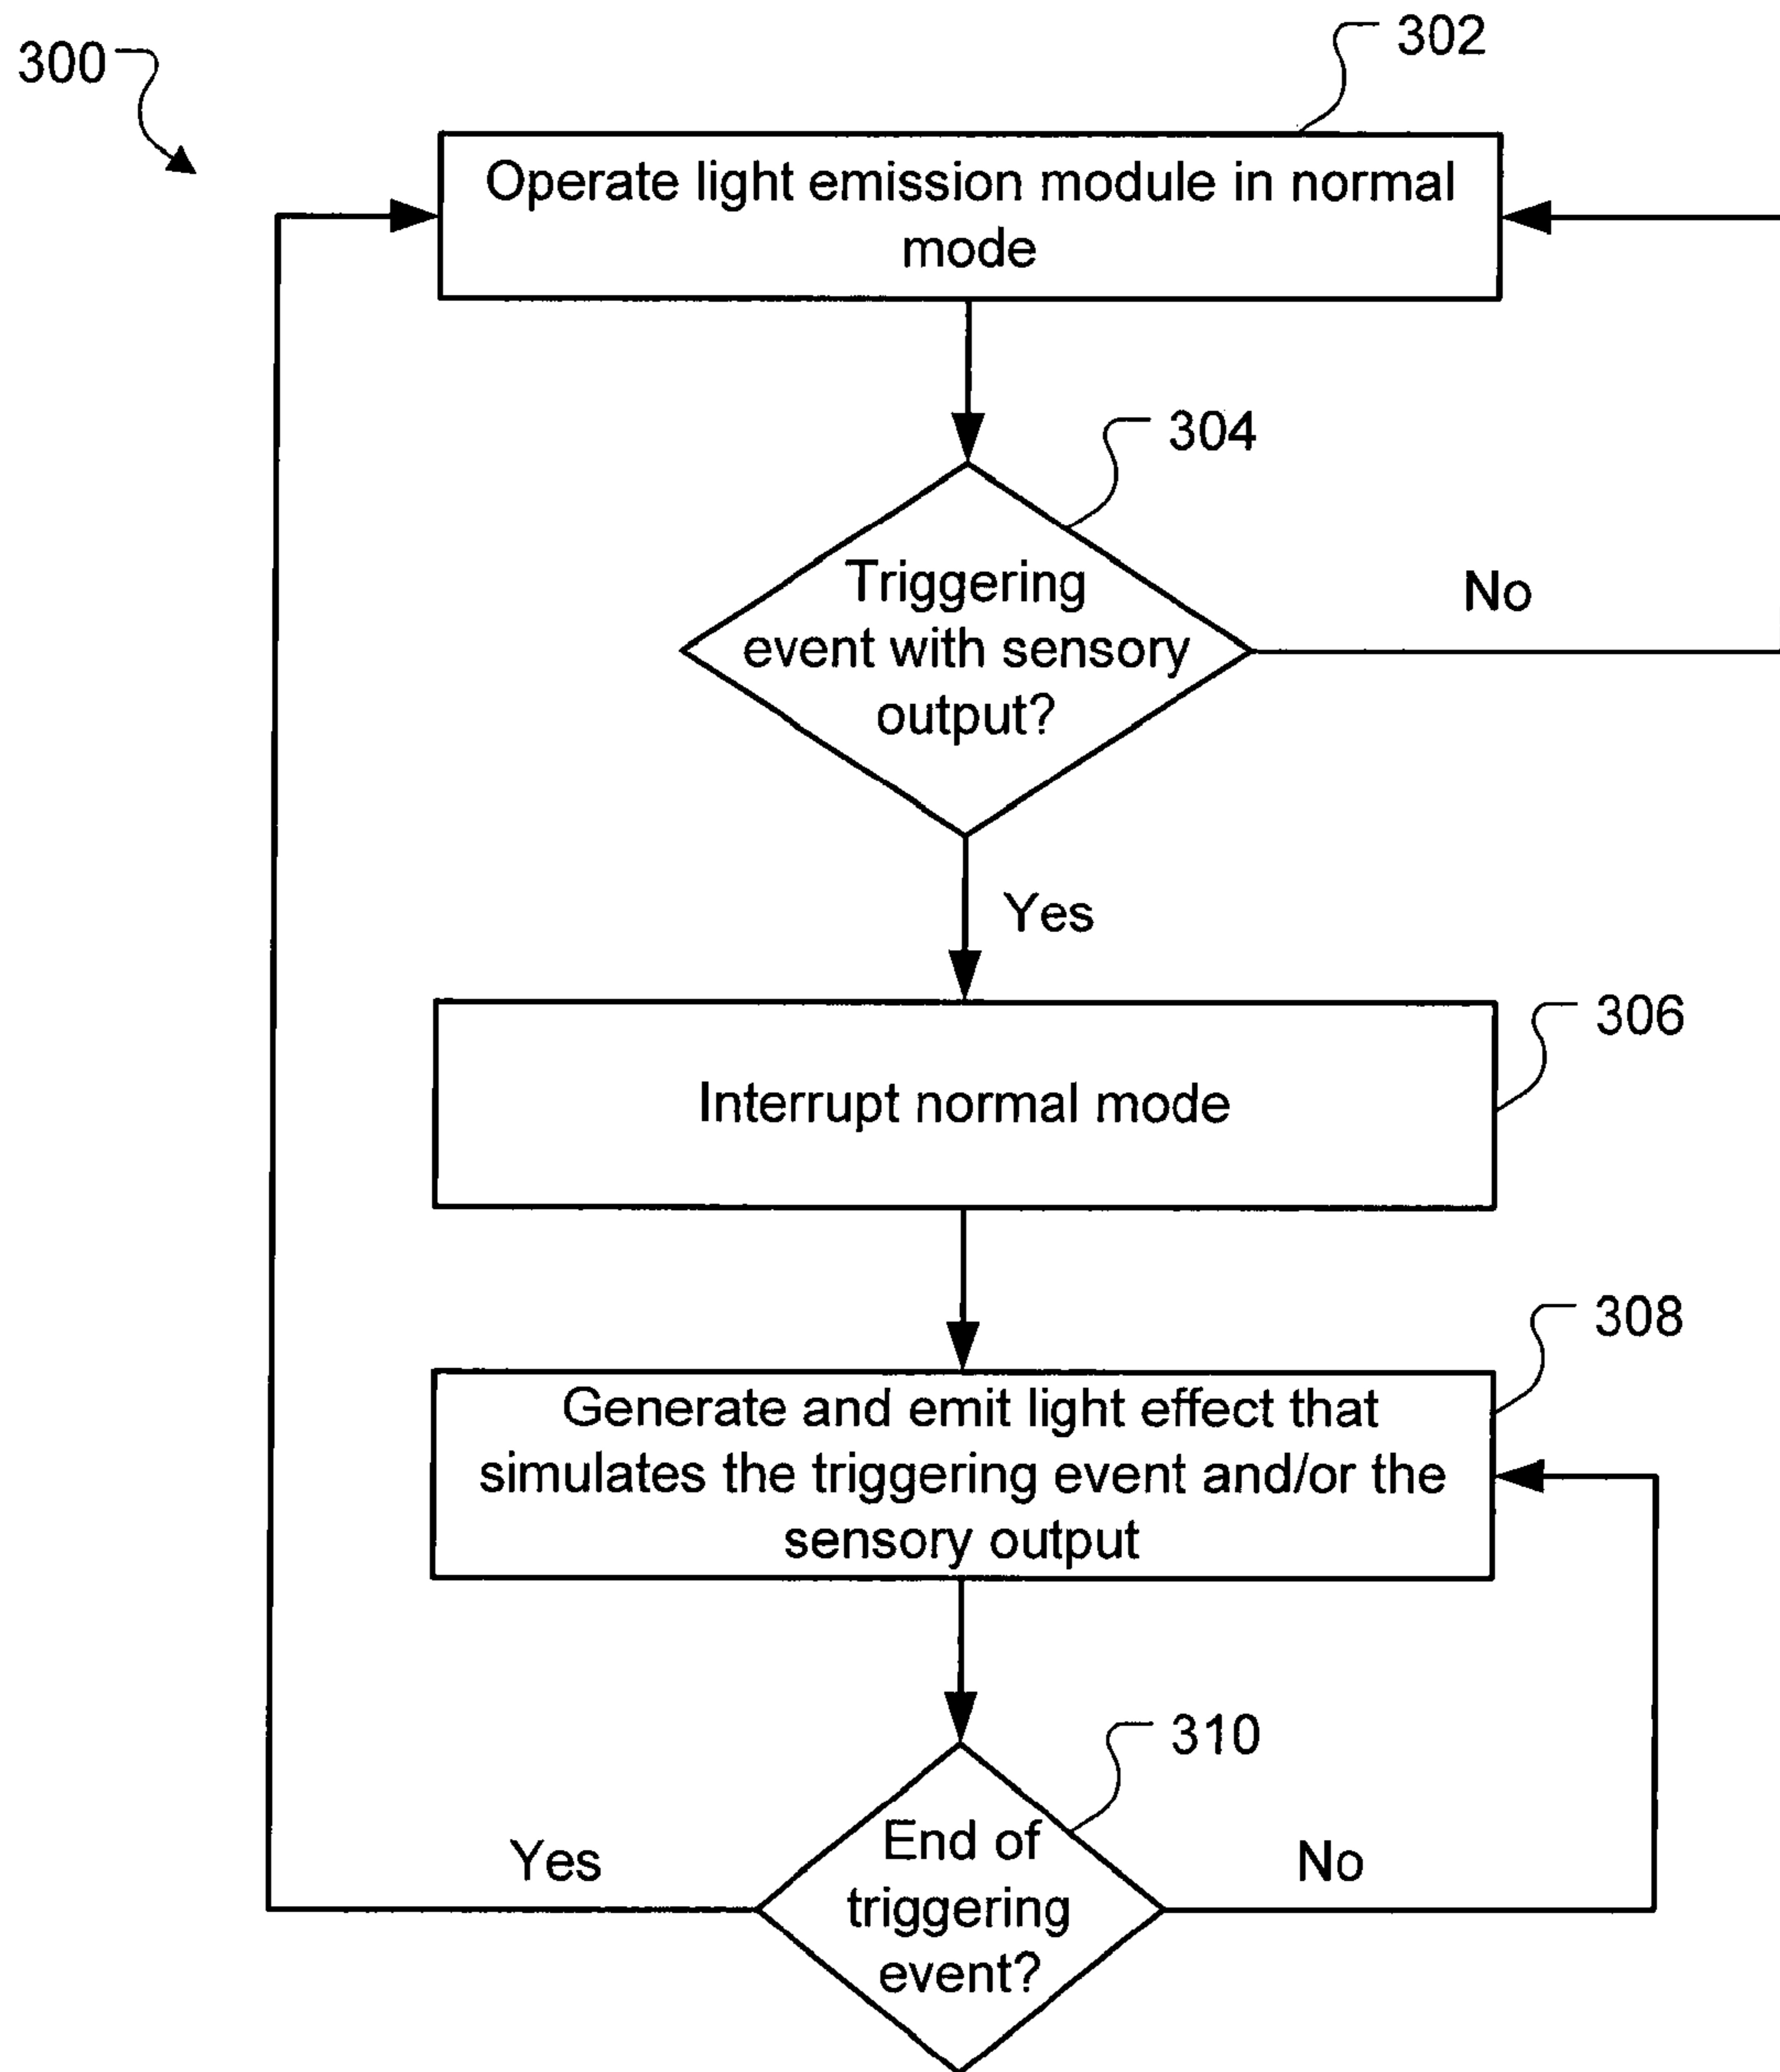 302
300
Operate light emission module in normal
mode
304
Triggering
event with sensory
output?
No
Yes
306
Interrupt normal mode
308
Generate and emit light effect that
simulates the triggering event and/or the
sensory output
310
End of
triggering
event?
Yes
No